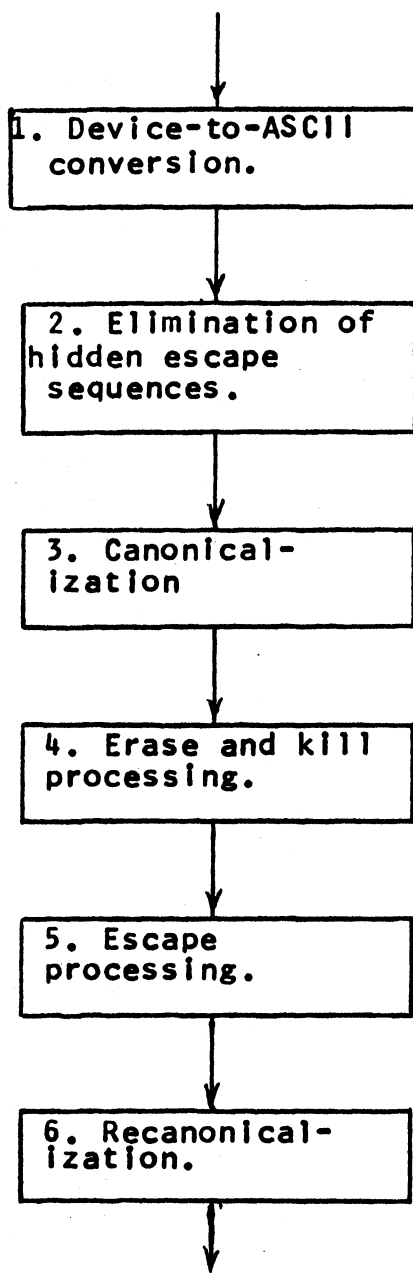 1. Device-to-ASCII
conversion.
2. Elimination of
hidden escape
sequences.
3. Canonical-
ization
4. Erase and kill
processing.
5. Escape
processing.
6. Recanonical-
ization.